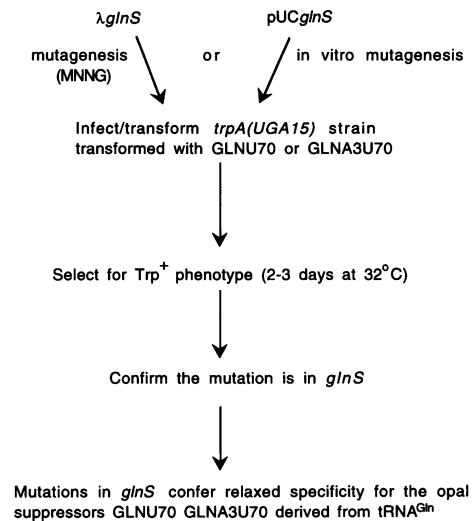 λglnS pUCglnS
mutagenesis or in vitro mutagenesis
(MNNG)
Infect/transform trpA(UGA15) strain
transformed with GLNU70 or GLNA3U70
Select for Trp+ phenotype (2-3 days at 32°C)
Confirm the mutation is in glnS
Mutations in glnS confer relaxed specificity for the opal
suppressors GLNU70 GLNA3U70 derived from tRNAGln